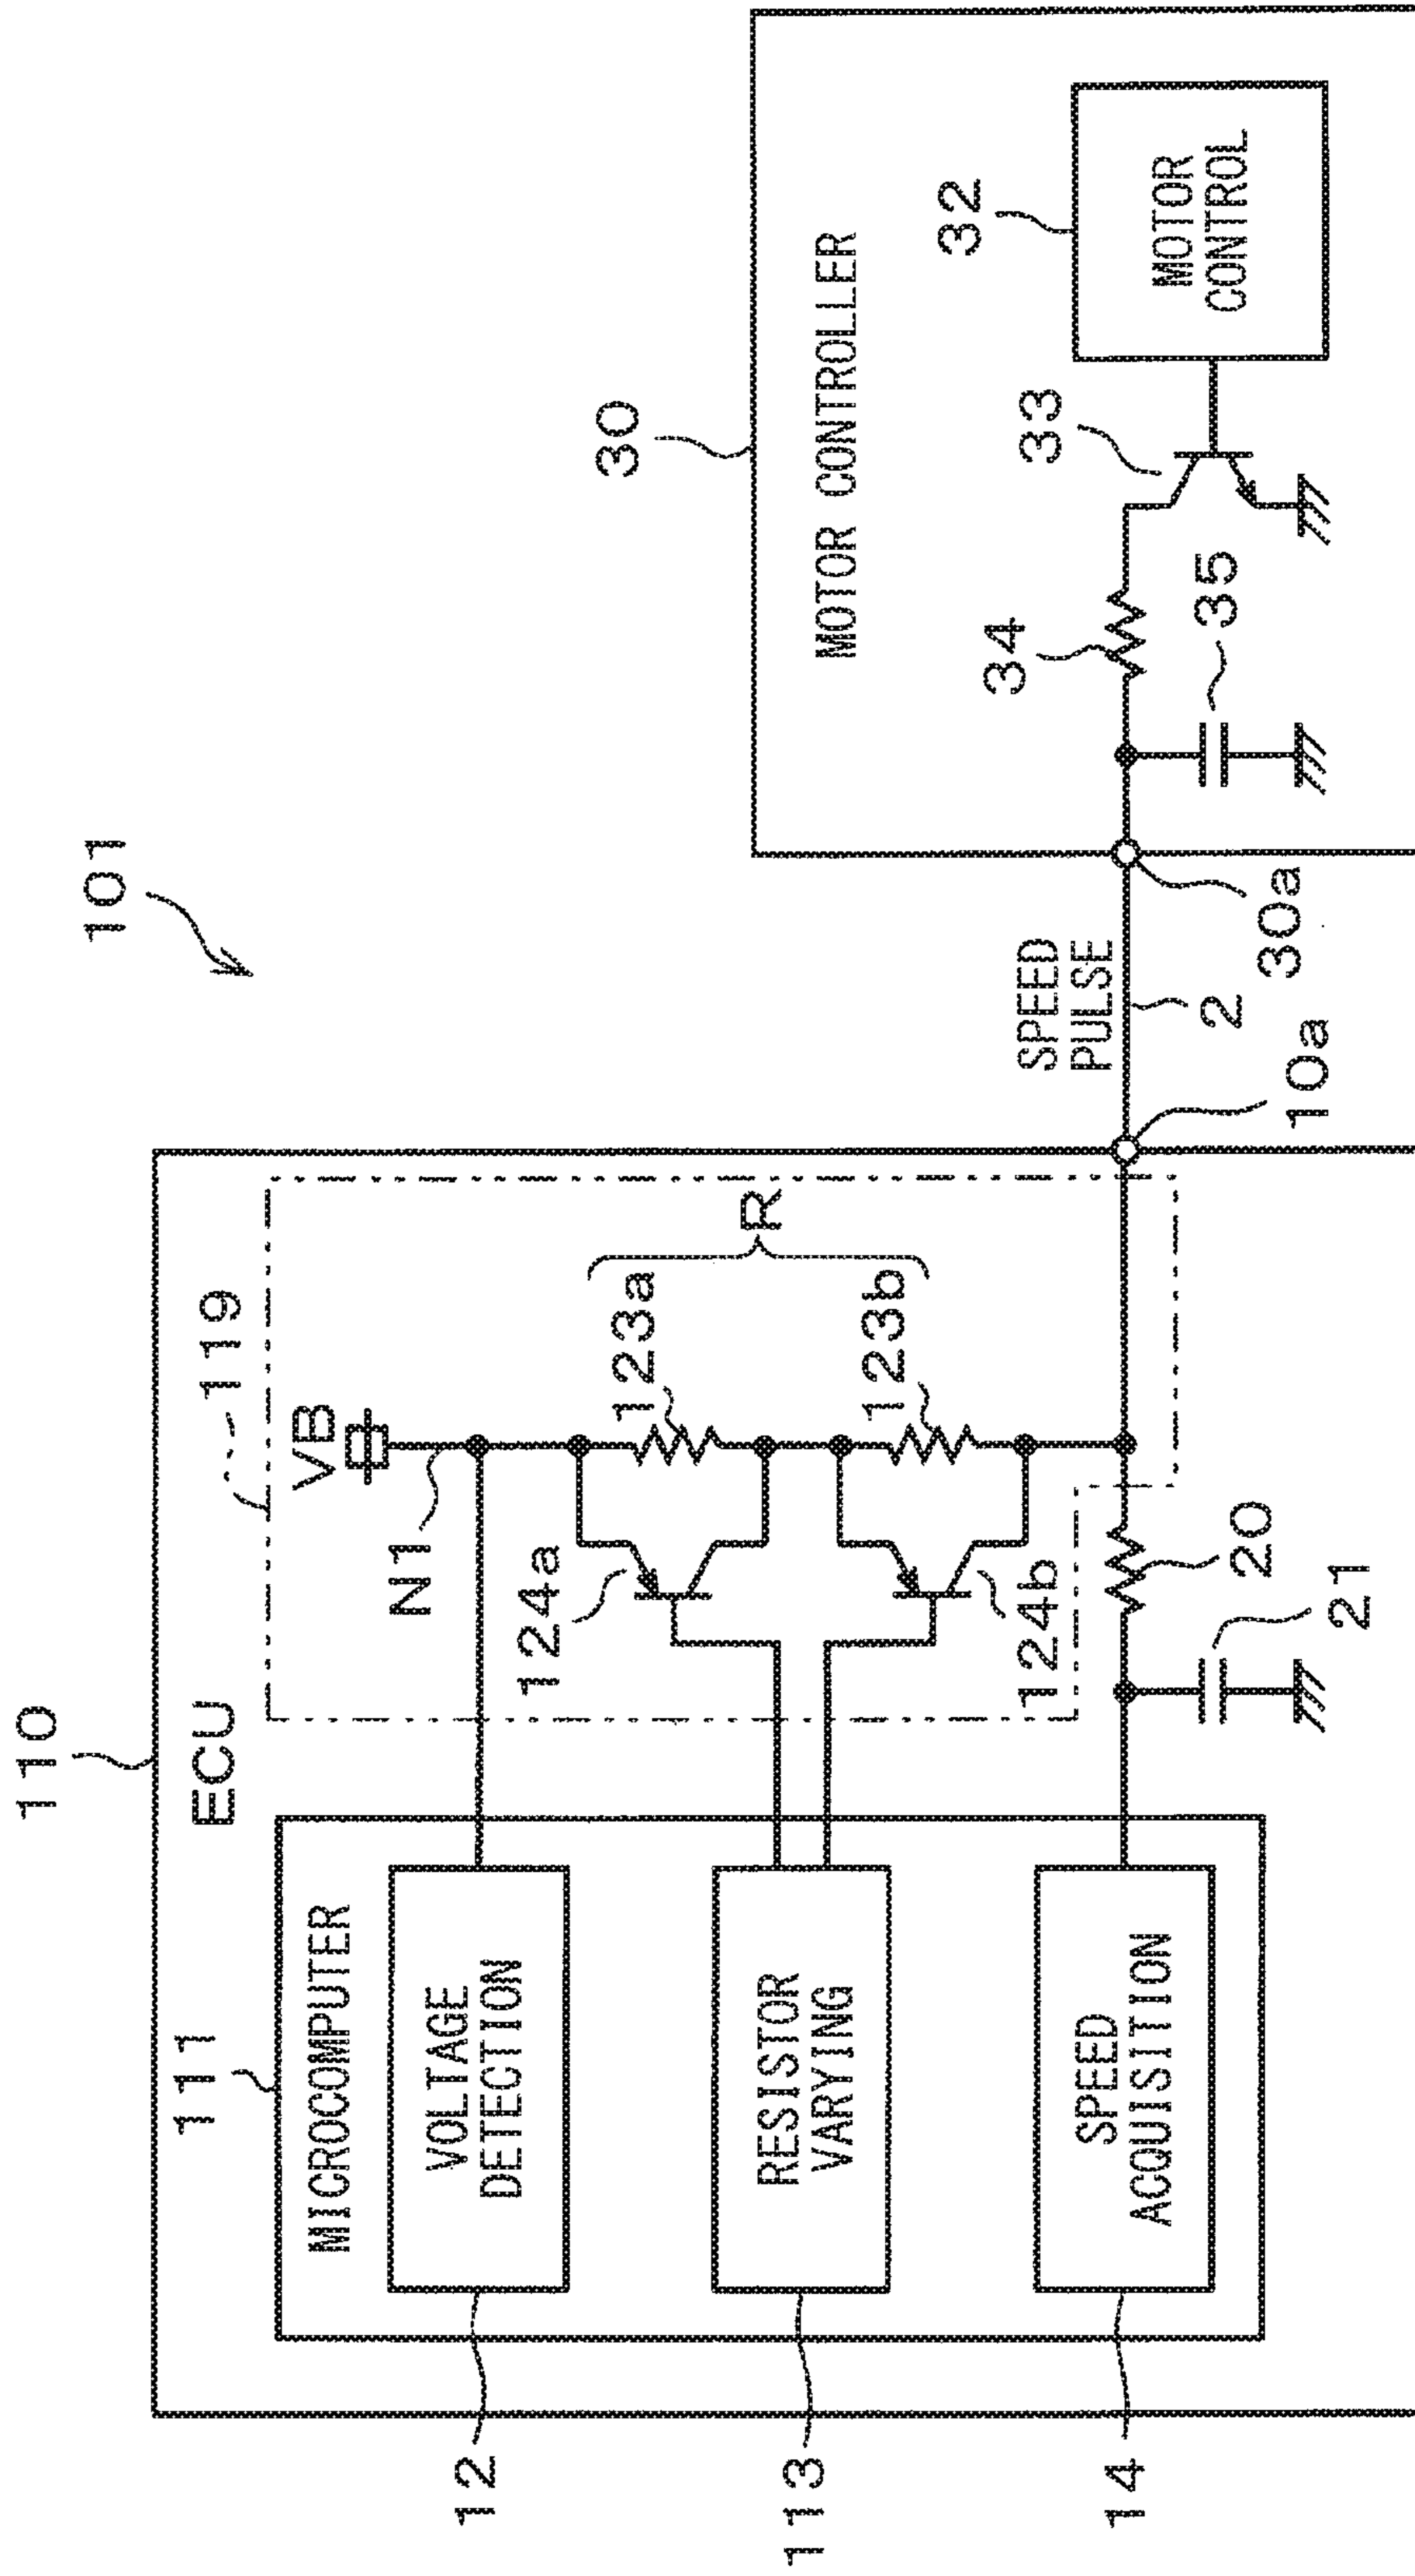 101
110
ECU
119
VB
N1
111
MICROCOMPUTER
VOLTAGE
DETECTION
12
RESISTOR
VARYING
113
SPEED
ACQUISITION
14
124a
123a
R
124b
123b
20
21
10a
SPEED
PULSE
2
30a
30
MOTOR CONTROLLER
34
35
33
32
MOTOR
CONTROL